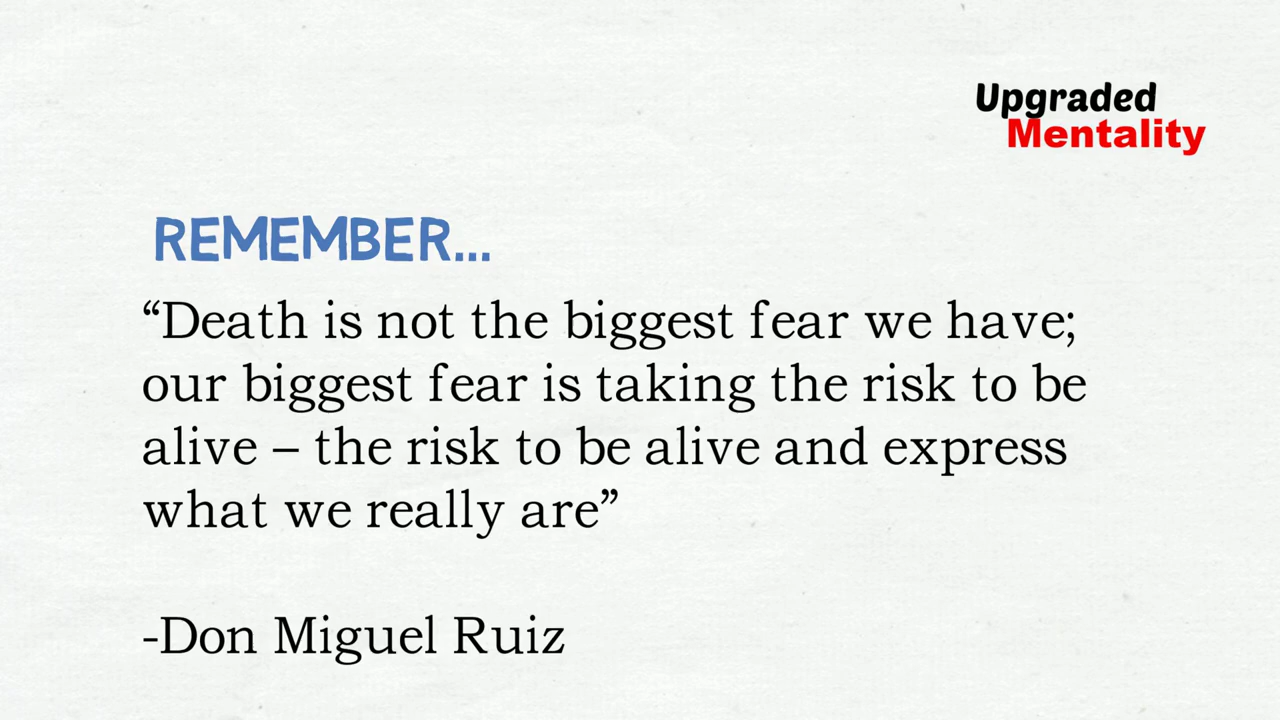 Upgraded
Mentality
REMEMBER...
“Death is not the biggest fear we have;
our biggest fear is taking the risk to be
alive – the risk to be alive and express
what we really are”
-Don Miguel Ruiz